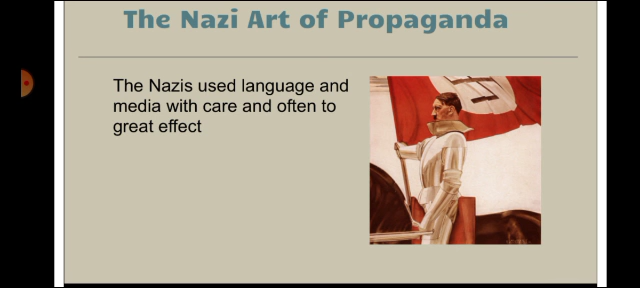 The Nazi Art of Propaganda
The Nazis used language and
media with care and often to
great effect